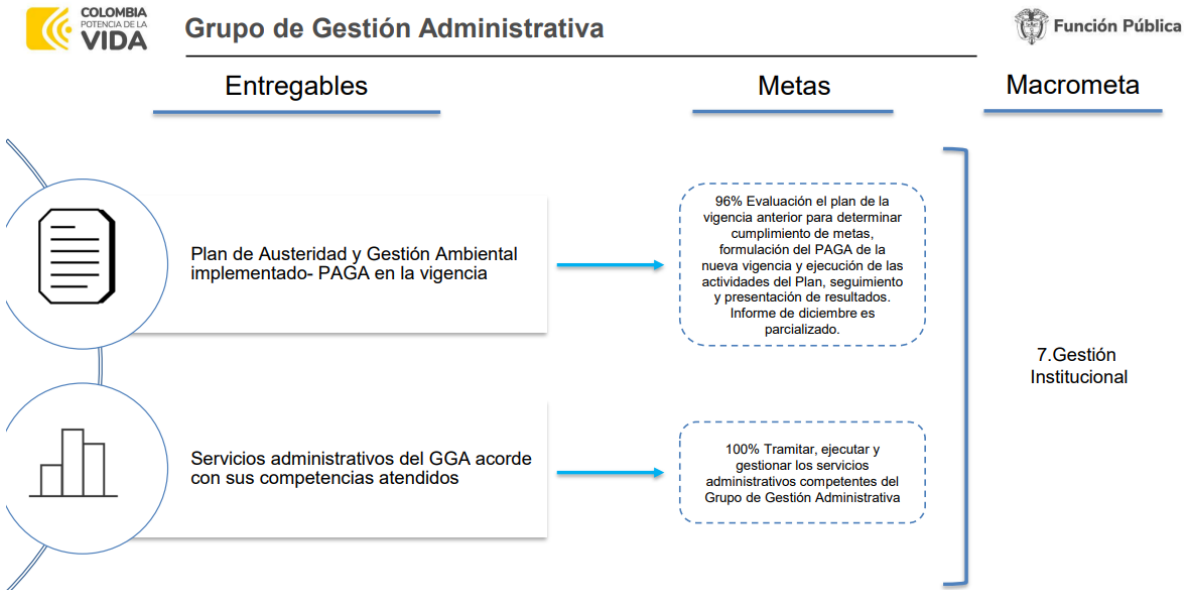 COLOMBIA
POTENCIA DE LA
VIDA
Grupo de Gestión Administrativa
Función Pública
Entregables
Metas
Macrometa
Plan de Austeridad y Gestión Ambiental
implementado- PAGA en la vigencia
96% Evaluación el plan de la
vigencia anterior para determinar
cumplimiento de metas,
formulación del PAGA de la
nueva vigencia y ejecución de las
actividades del Plan, seguimiento
y presentación de resultados.
Informe de diciembre es
parcializado.
7.Gestión
Institucional
Servicios administrativos del GGA acorde
con sus competencias atendidos
100% Tramitar, ejecutar y
gestionar los servicios
administrativos competentes del
Grupo de Gestión Administrativa